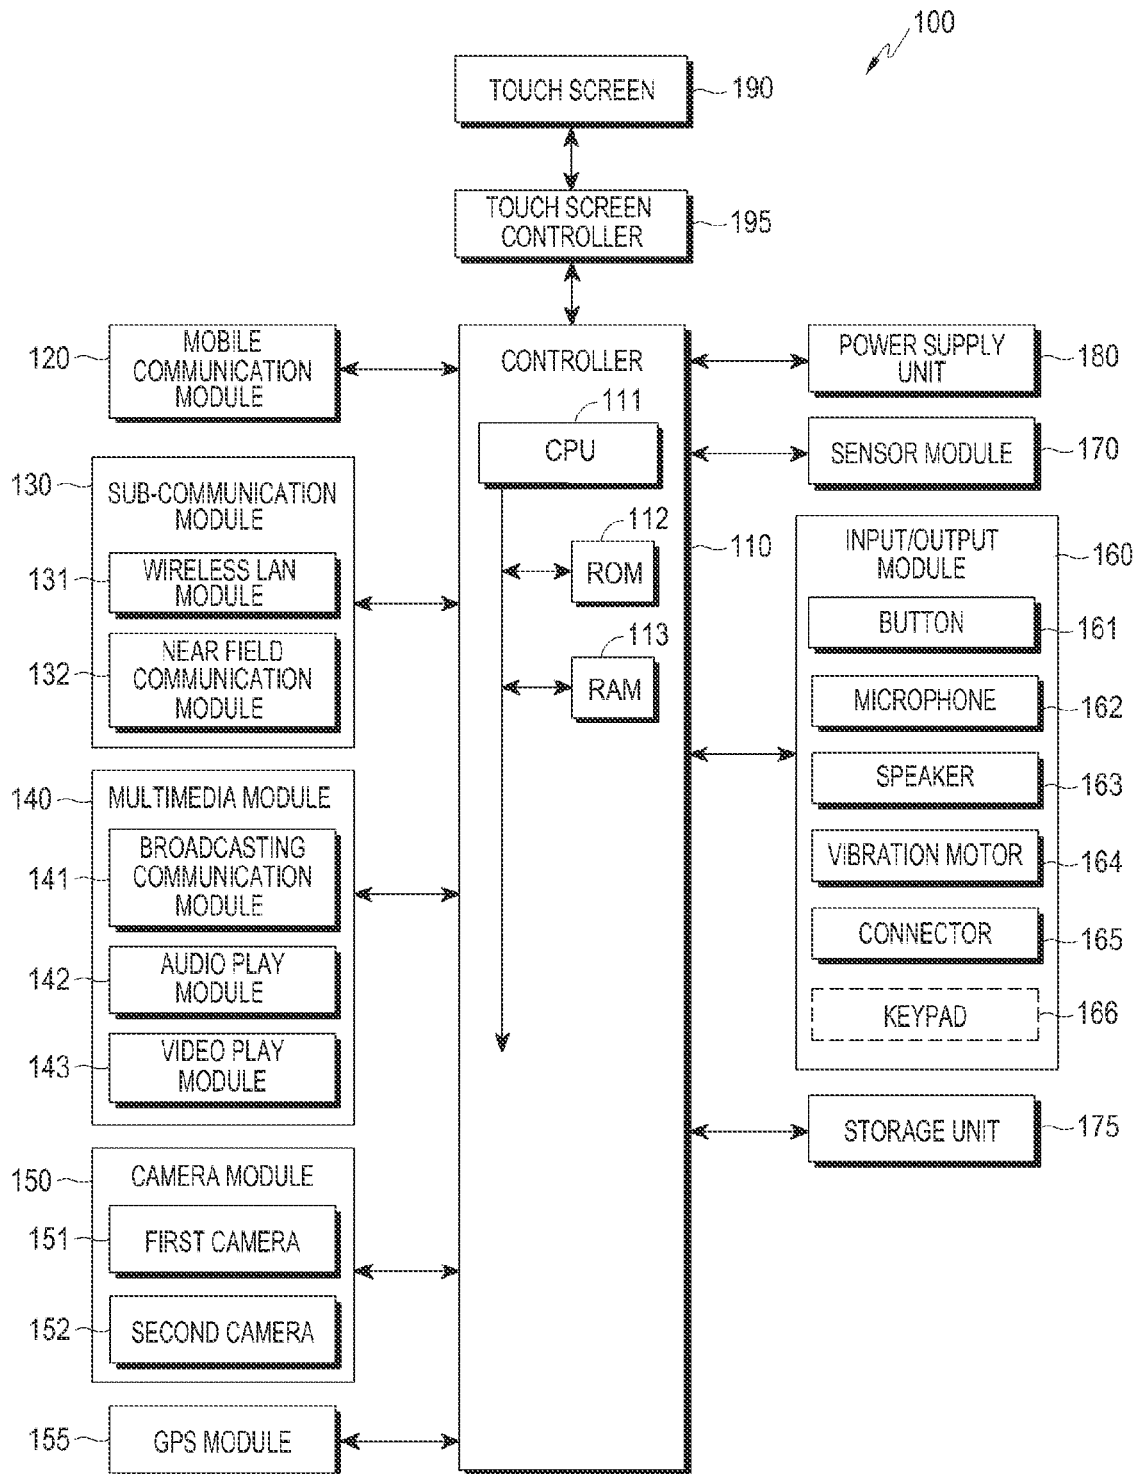 100
TOUCH SCREEN
190
TOUCH SCREEN
CONTROLLER
195
120
MOBILE
COMMUNICATION
MODULE
CONTROLLER
111
CPU
112
ROM
113
RAM
110
POWER SUPPLY
UNIT
180
SENSOR MODULE
170
130
SUB-COMMUNICATION
MODULE
131
WIRELESS LAN
MODULE
132
NEAR FIELD
COMMUNICATION
MODULE
INPUT/OUTPUT
MODULE
160
BUTTON
161
MICROPHONE
162
SPEAKER
163
VIBRATION MOTOR
164
CONNECTOR
165
KEYPAD
166
140
MULTIMEDIA MODULE
141
BROADCASTING
COMMUNICATION
MODULE
142
AUDIO PLAY
MODULE
143
VIDEO PLAY
MODULE
STORAGE UNIT
175
150
CAMERA MODULE
151
FIRST CAMERA
152
SECOND CAMERA
155
GPS MODULE